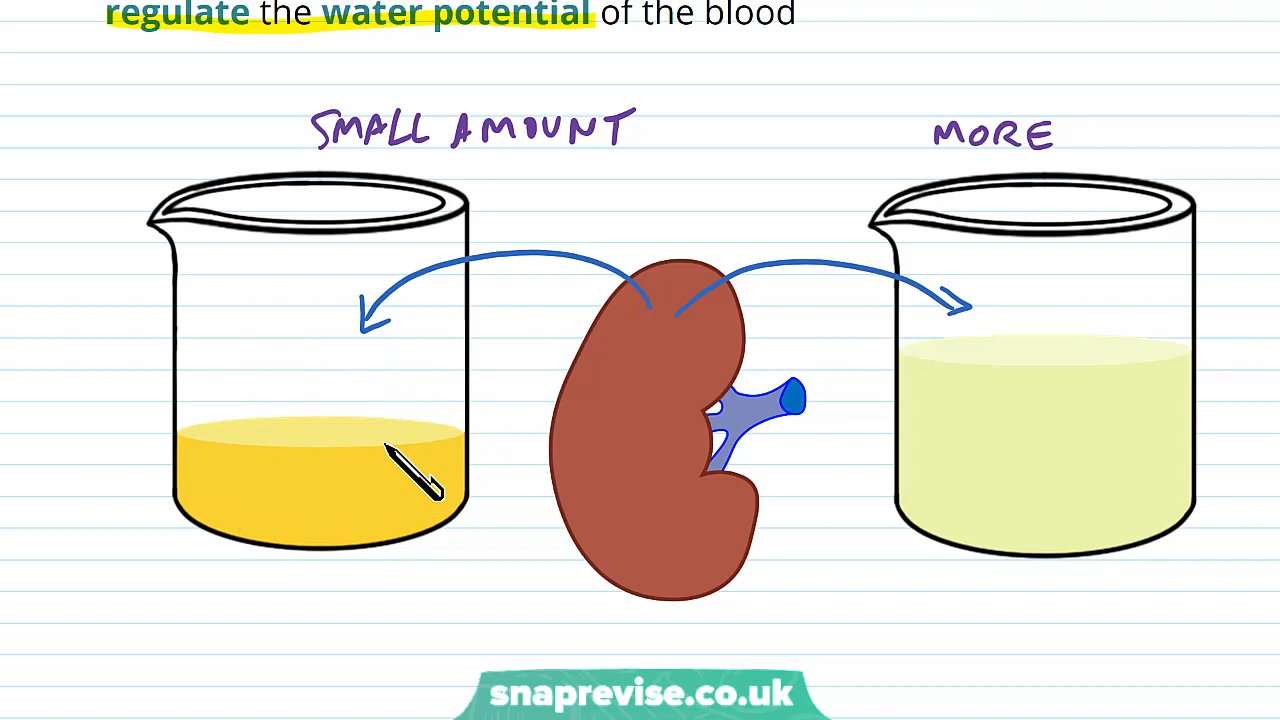 regulate the water potential of the blood
SMALL AMOUNT
MORE
snaprevise.co.uk